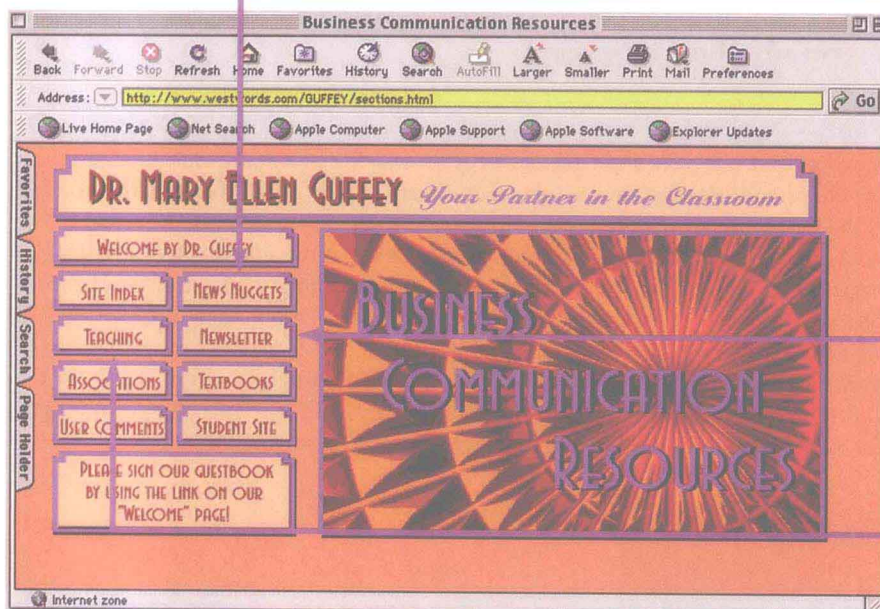 Business Communication Resources
Back Forward Stop Refresh Home Favorites History Search AutoFill Larger Smaller Print Mail Preferences
Address: http://www.westwords.com/GUFFEY/sections.html Go
Live Home Page Net Search Apple Computer Apple Support Apple Software Explorer Updates
Favorites
History
Search
Page Holder
DR. MARY ELLEN GUFFEY Your Partner in the Classroom
WELCOME BY DR. GUFFEY
SITE INDEX NEWS NUGGETS
TEACHING NEWSLETTER
ASSOCIATIONS TEXTBOOKS
USER COMMENTS STUDENT SITE
PLEASE SIGN OUR GUESTBOOK
BY USING THE LINK ON OUR
"WELCOME" PAGE!
BUSINESS
COMMUNICATION
RESOURCES
Internet zone